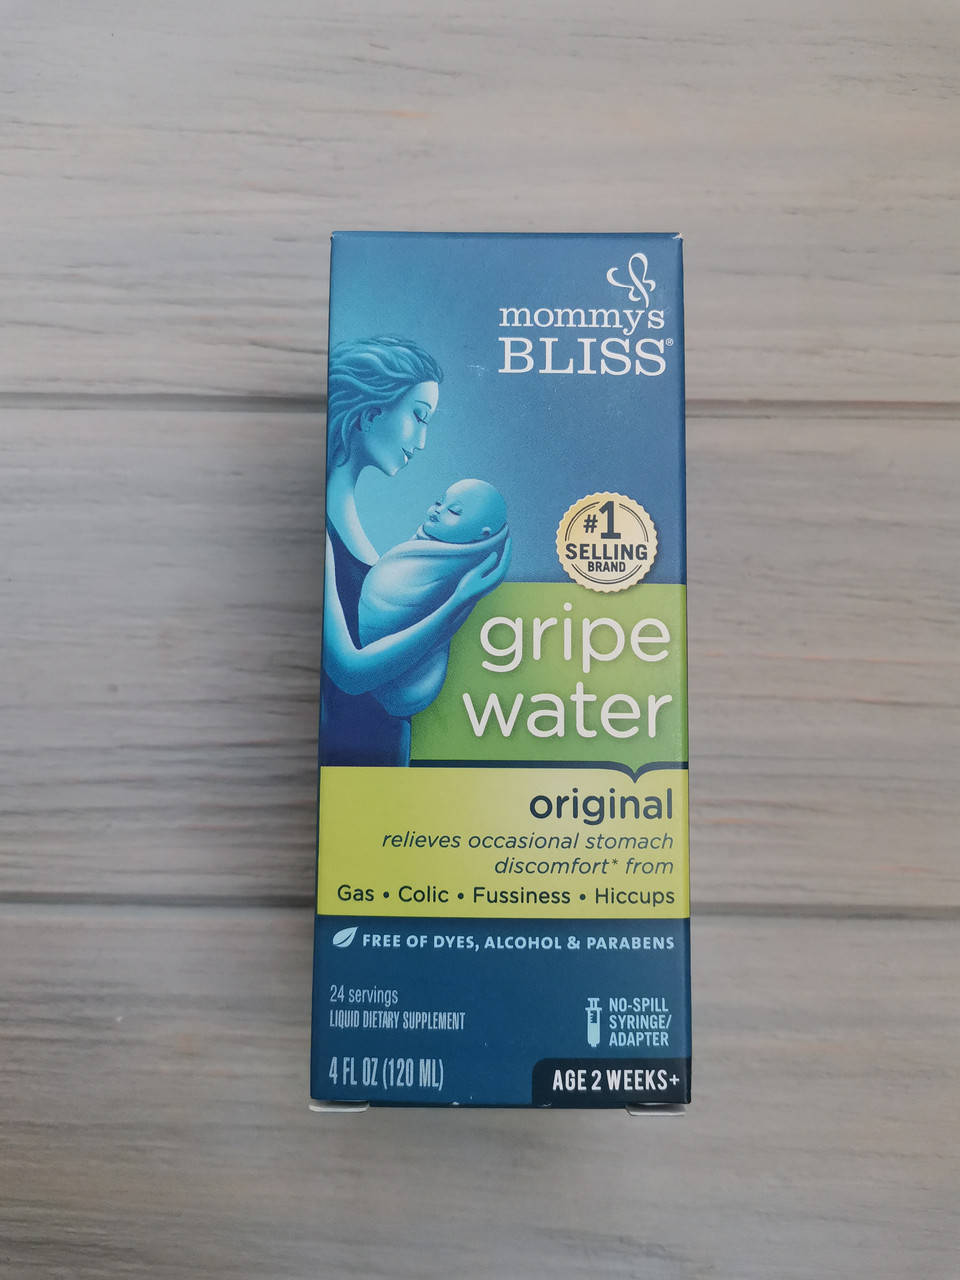 mommy's
BLISS®
#1
SELLING
BRAND
gripe
water
original
relieves occasional stomach
discomfort* from
Gas • Colic • Fussiness • Hiccups
FREE OF DYES, ALCOHOL & PARABENS
24 servings
LIQUID DIETARY SUPPLEMENT
4 FL OZ (120 ML)
NO-SPILL
SYRINGE/
ADAPTER
AGE 2 WEEKS+